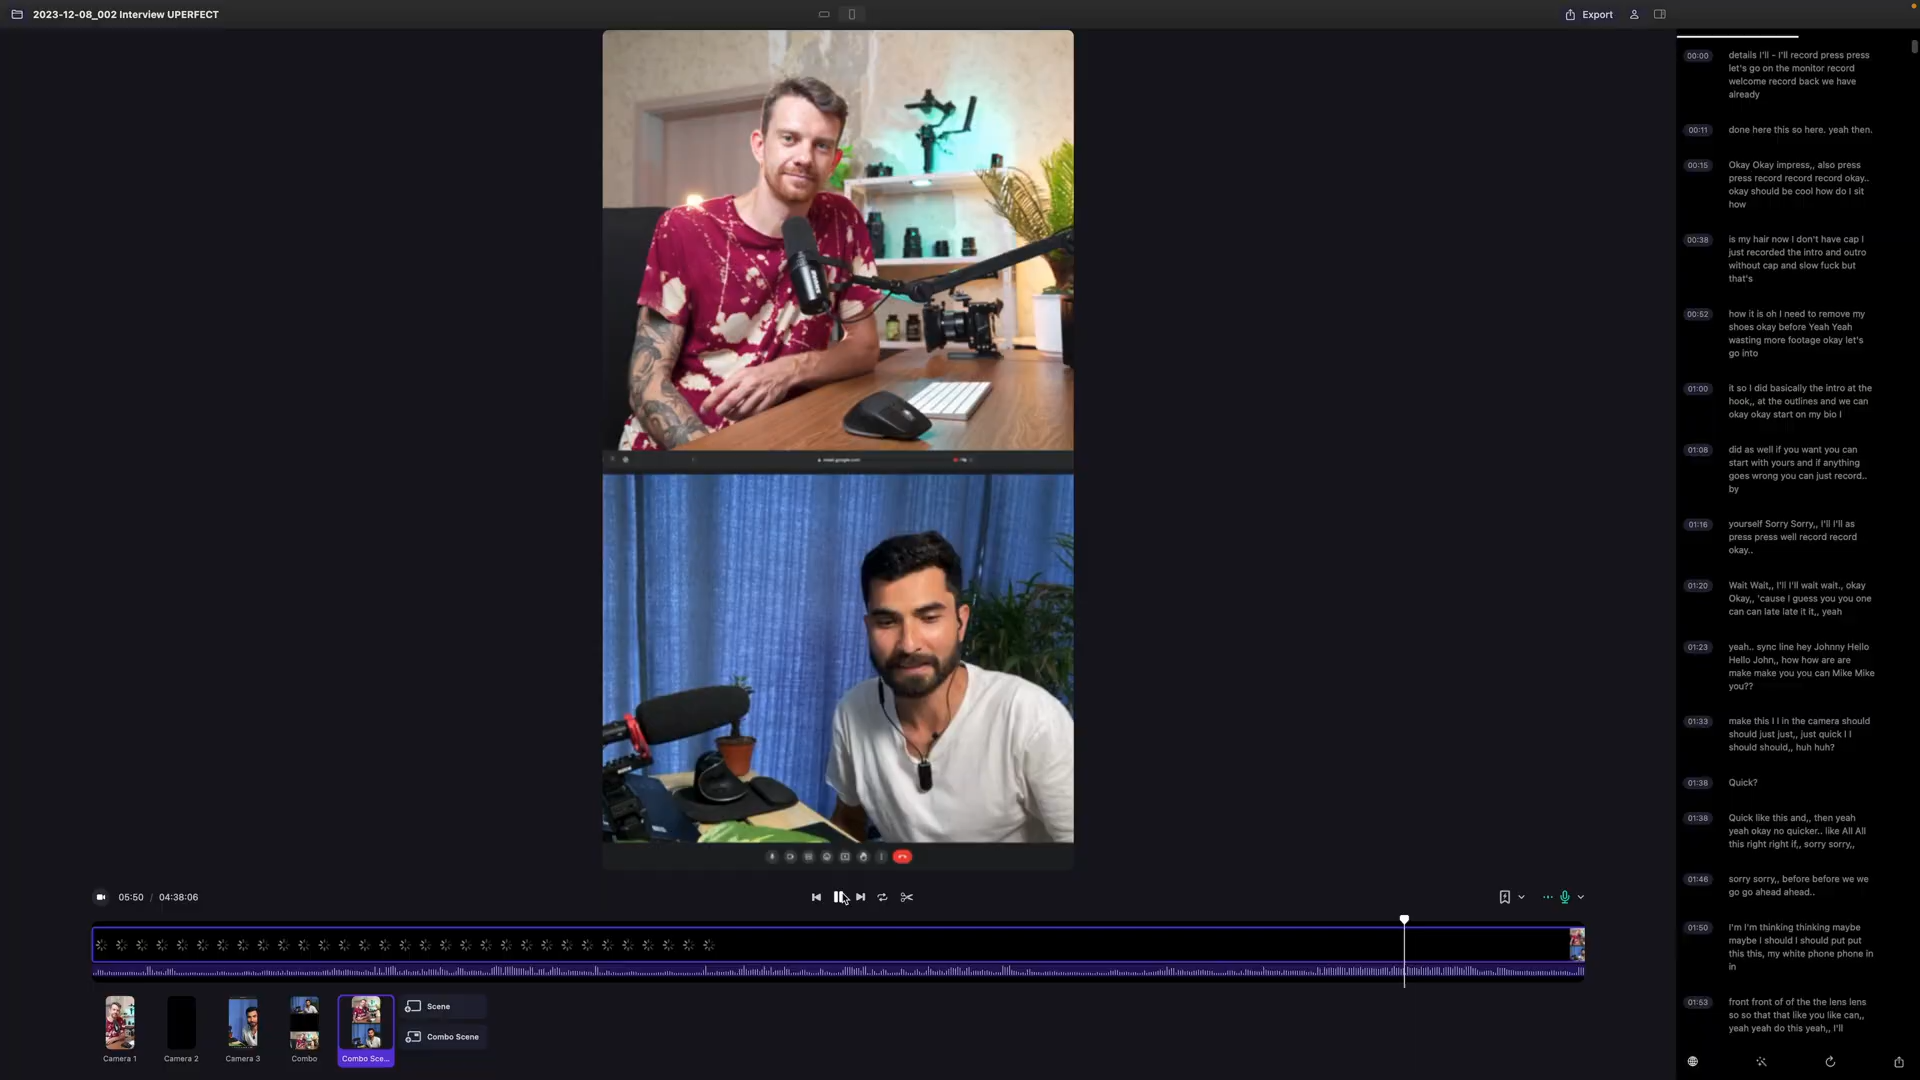 2023-12-08_002 Interview UPERFECT
Export
00:00
details I'll - I'll record press press
let's go on the monitor record
welcome record back we have
already
00:11
done here this so here. yeah then.
00:15
Okay Okay impress,, also press
press record record record okay..
okay should be cool how do I sit
how
00:38
is my hair now I don't have cap I
just recorded the intro and outro
without cap and slow fuck but
that's
00:52
how it is oh I need to remove my
shoes okay before Yeah Yeah
wasting more footage okay let's
go into
01:00
it so I did basically the intro at the
hook,, at the outlines and we can
okay okay start on my bio I
01:08
did as well if you want you can
start with yours and if anything
goes wrong you can just record..
by
01:16
yourself Sorry Sorry,, I'll I'll as
press press well record record
okay..
01:20
Wait Wait,, I'll I'll wait wait., okay
Okay,, 'cause I guess you you one
can can late late it it,, yeah
01:23
yeah.. sync line hey Johnny Hello
Hello John,, how how are are
make make you you can Mike Mike
you??
01:33
make this I I in the camera should
should just just,, just quick I I
should should,, huh huh?
01:38
Quick?
01:38
Quick like this and,, then yeah
yeah okay no quicker.. like All All
this right right if,, sorry sorry,,
01:46
sorry sorry,, before before we we
go go ahead ahead..
01:50
I'm I'm thinking thinking maybe
maybe I should I should put put
this this, my white phone phone in
in
01:53
front front of of the the lens lens
so so that that like you like can,,
yeah yeah do this yeah,, I'll
meet.google.com
05:50 / 04:38:06
Camera 1
Camera 2
Camera 3
Combo
Combo Sce...
Scene
Combo Scene